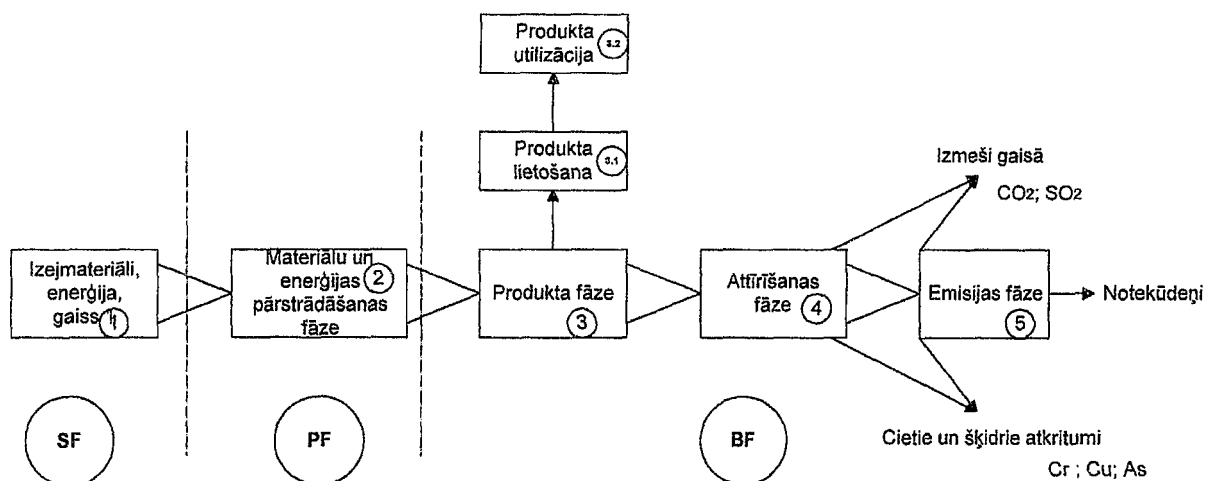 Produkta
utilizācija
3.2
Produkta
lietošana
3.1
Izmeši gaisā
CO2; SO2
Izejmateriāli,
enerģija,
gaiss
1
Materiālu un
enerģijas
pārstrādāšanas
fāze
2
Produkta fāze
3
Attīrīšanas
fāze
4
Emisijas fāze
5
Notekūdeņi
SF
PF
BF
Cietie un šķidrie atkritumi
Cr ; Cu; As